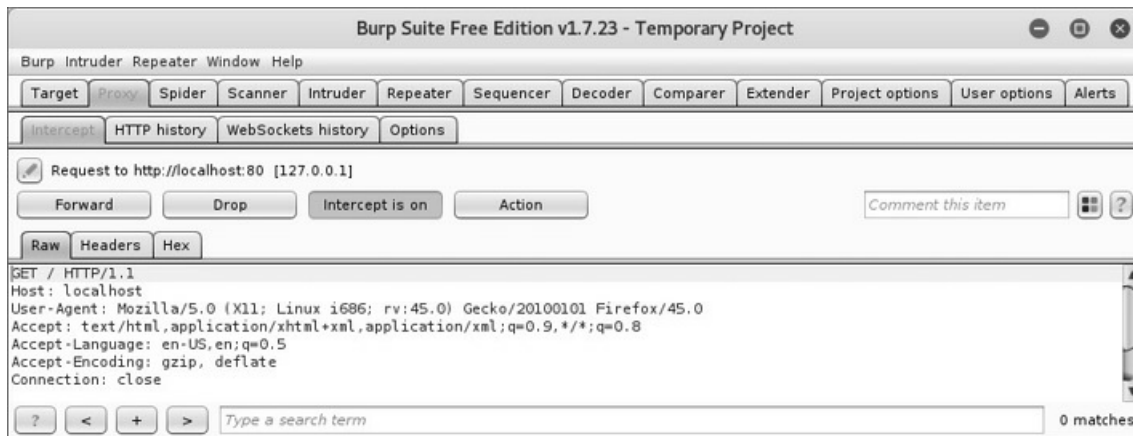 Burp Suite Free Edition v1.7.23 - Temporary Project
Burp Intruder Repeater Window Help
Target Proxy Spider Scanner Intruder Repeater Sequencer Decoder Comparer Extender Project options User options Alerts
Intercept HTTP history WebSockets history Options
Request to http://localhost:80 [127.0.0.1]
Forward Drop Intercept is on Action Comment this item ?
Raw Headers Hex
GET / HTTP/1.1
Host: localhost
User-Agent: Mozilla/5.0 (X11; Linux i686; rv:45.0) Gecko/20100101 Firefox/45.0
Accept: text/html,application/xhtml+xml,application/xml;q=0.9,*/*;q=0.8
Accept-Language: en-US,en;q=0.5
Accept-Encoding: gzip, deflate
Connection: close
? < + > Type a search term 0 matches